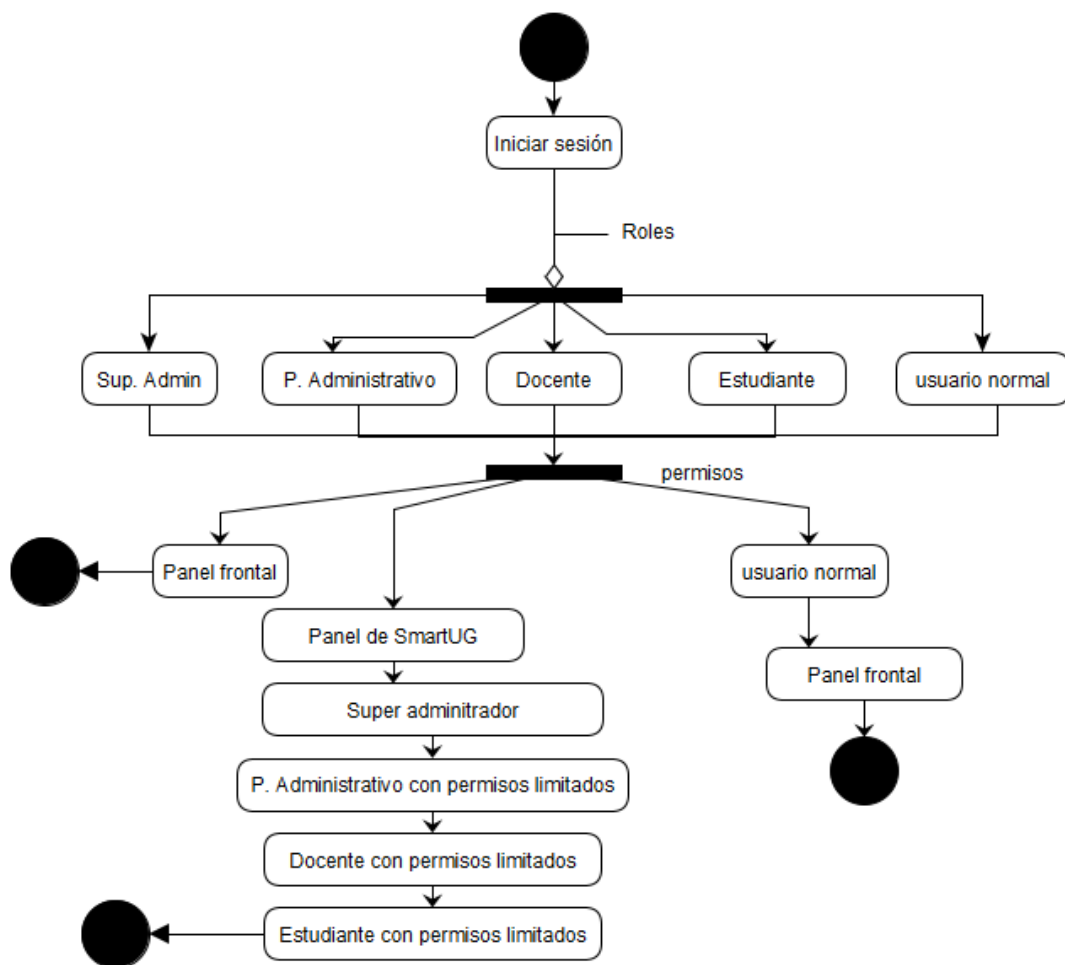 Iniciar sesión
Roles
Sup. Admin
P. Administrativo
Docente
Estudiante
usuario normal
permisos
Panel frontal
usuario normal
Panel de SmartUG
Panel frontal
Super adminitrador
P. Administrativo con permisos limitados
Docente con permisos limitados
Estudiante con permisos limitados